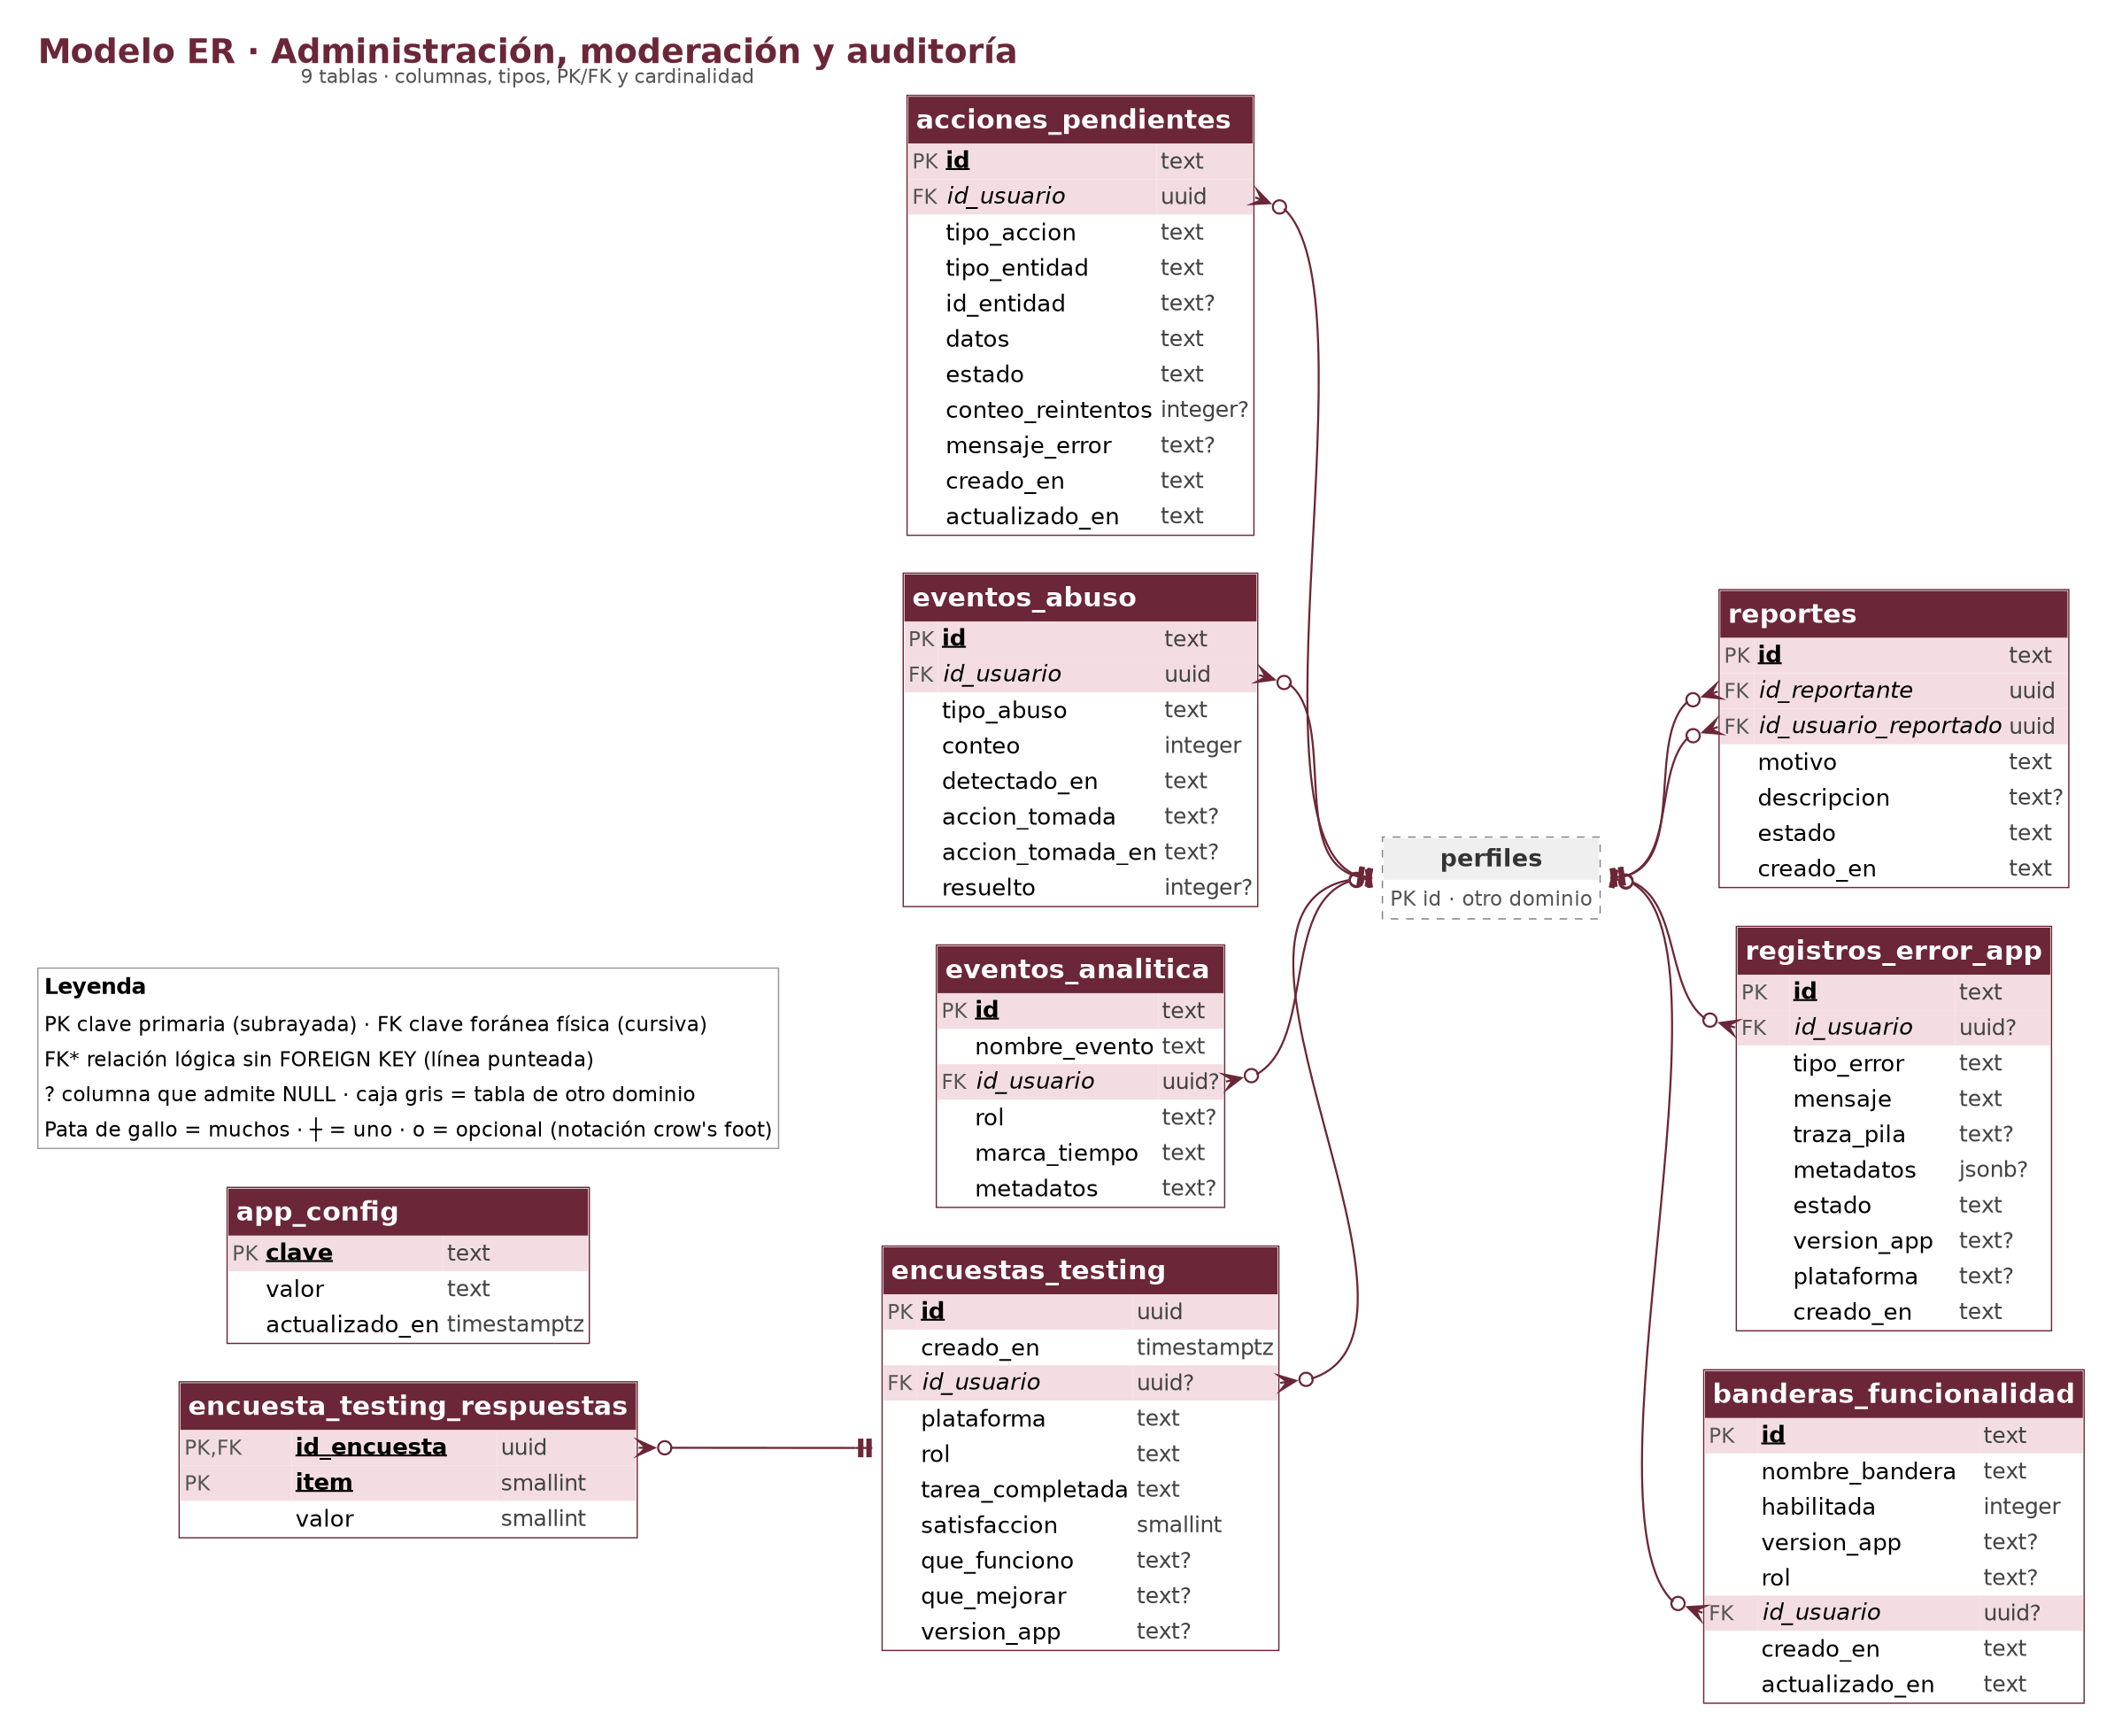 Modelo ER · Administración, moderación y auditoría
9 tablas · columnas, tipos, PK/FK y cardinalidad
acciones_pendientes
PK id text
FK id_usuario uuid
tipo_accion text
tipo_entidad text
id_entidad text?
datos text
estado text
conteo_reintentos integer?
mensaje_error text?
creado_en text
actualizado_en text
eventos_abuso
PK id text
FK id_usuario uuid
tipo_abuso text
conteo integer
detectado_en text
accion_tomada text?
accion_tomada_en text?
resuelto integer?
reportes
PK id text
FK id_reportante uuid
FK id_usuario_reportado uuid
motivo text
descripcion text?
estado text
creado_en text
perfiles
PK id · otro dominio
eventos_analitica
PK id text
nombre_evento text
FK id_usuario uuid?
rol text?
marca_tiempo text
metadatos text?
registros_error_app
PK id text
FK id_usuario uuid?
tipo_error text
mensaje text
traza_pila text?
metadatos jsonb?
estado text
version_app text?
plataforma text?
creado_en text
Leyenda
PK clave primaria (subrayada) · FK clave foránea física (cursiva)
FK* relación lógica sin FOREIGN KEY (línea punteada)
? columna que admite NULL · caja gris = tabla de otro dominio
Pata de gallo = muchos · ┼ = uno · o = opcional (notación crow's foot)
app_config
PK clave text
valor text
actualizado_en timestamptz
encuesta_testing_respuestas
PK,FK id_encuesta uuid
PK item smallint
valor smallint
encuestas_testing
PK id uuid
creado_en timestamptz
FK id_usuario uuid?
plataforma text
rol text
tarea_completada text
satisfaccion smallint
que_funciono text?
que_mejorar text?
version_app text?
banderas_funcionalidad
PK id text
nombre_bandera text
habilitada integer
version_app text?
rol text?
FK id_usuario uuid?
creado_en text
actualizado_en text